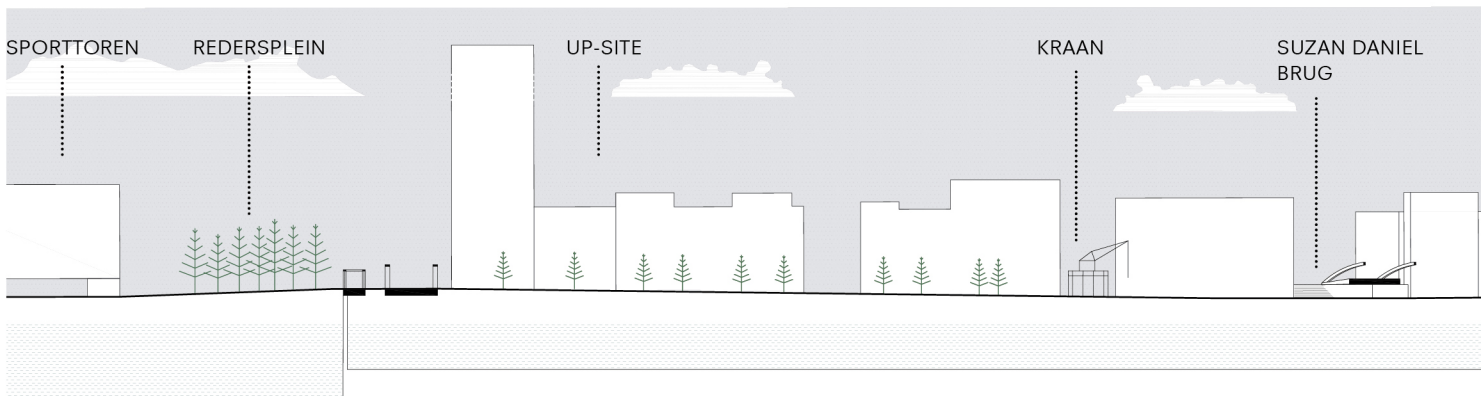 SPORTTOREN
REDERSPLEIN
UP-SITE
KRAAN
SUZAN DANIEL
BRUG